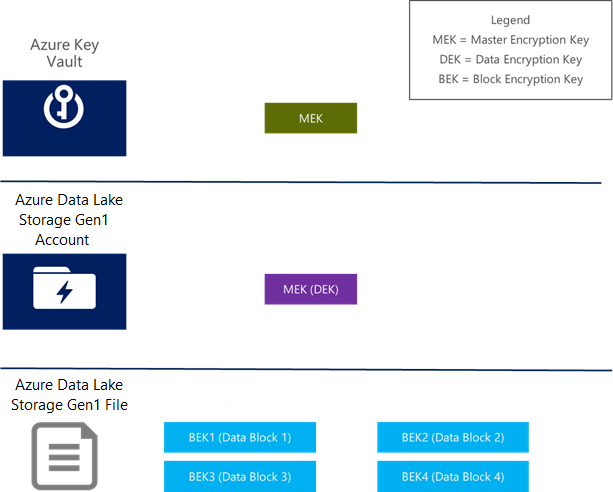 Legend
MEK = Master Encryption Key
DEK = Data Encryption Key
BEK = Block Encryption Key
Azure Key
Vault
MEK
Azure Data Lake
Storage Gen1
Account
MEK (DEK)
Azure Data Lake
Storage Gen1 File
BEK1 (Data Block 1)
BEK2 (Data Block 2)
BEK3 (Data Block 3)
BEK4 (Data Block 4)